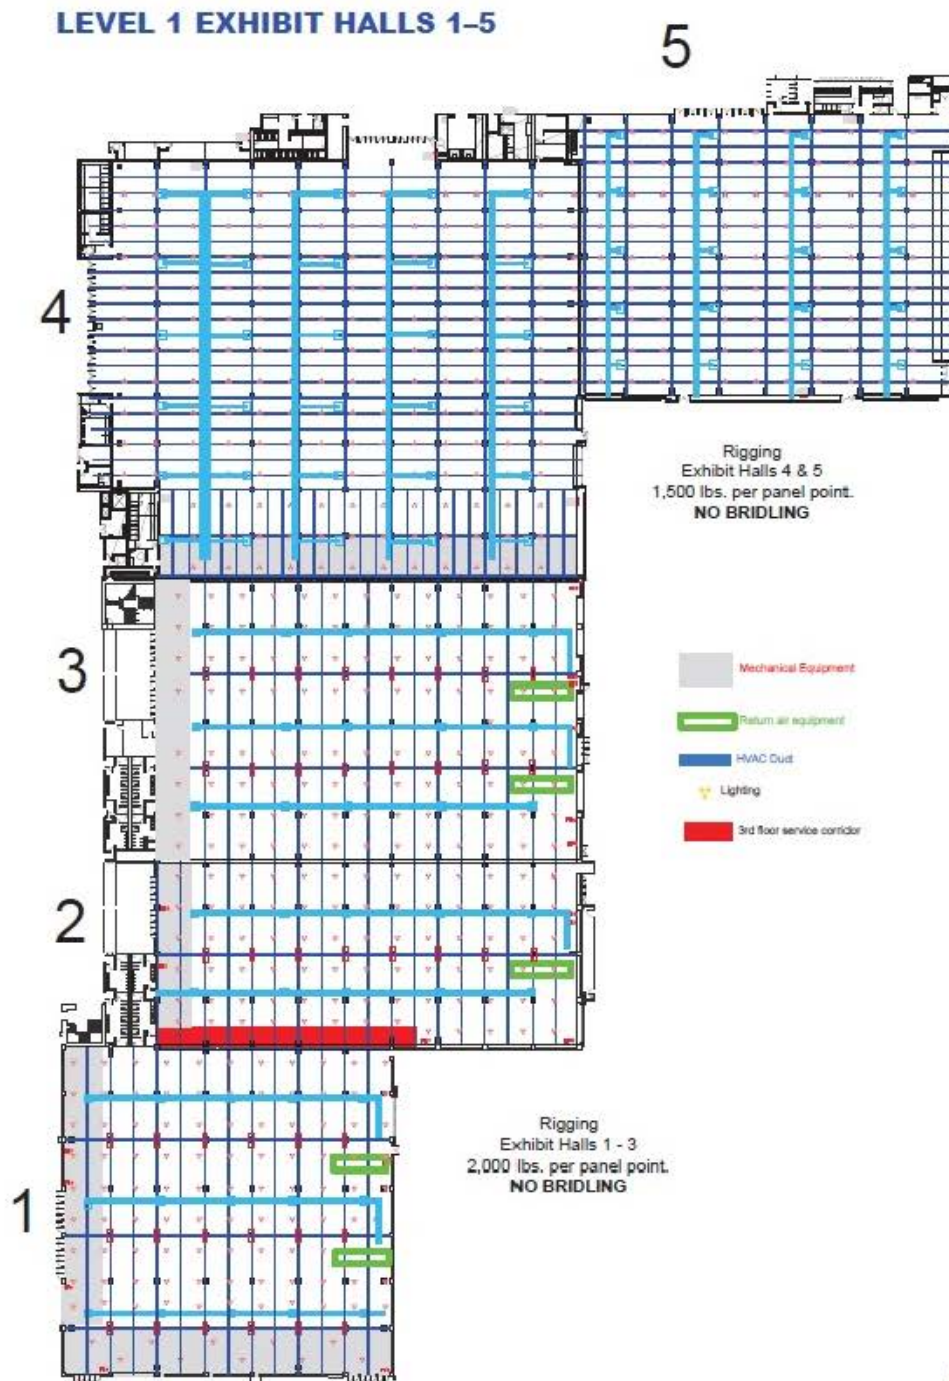 LEVEL 1 EXHIBIT HALLS 1–5
5
4
Rigging
Exhibit Halls 4 & 5
1,500 lbs. per panel point.
NO BRIDLING
3
Mechanical Equipment
Return air equipment
HVAC Duct
Lighting
3rd floor service corridor
2
Rigging
Exhibit Halls 1 - 3
2,000 lbs. per panel point.
NO BRIDLING
1